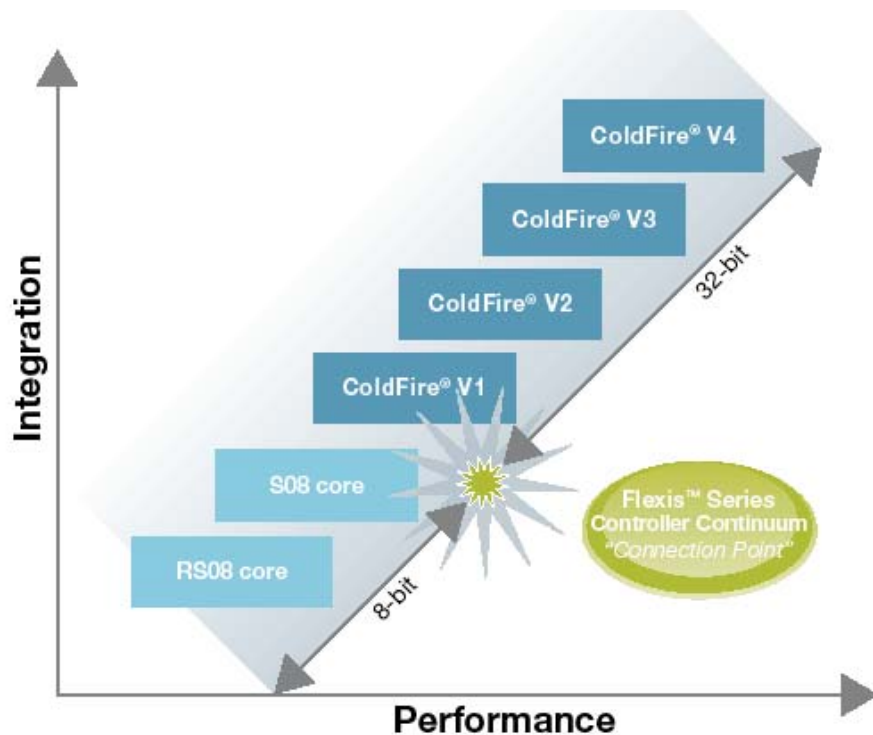 ColdFire® V4
ColdFire® V3
ColdFire® V2
ColdFire® V1
S08 core
RS08 core
32-bit
8-bit
Flexis™ Series
Controller Continuum
“Connection Point”
Integration
Performance